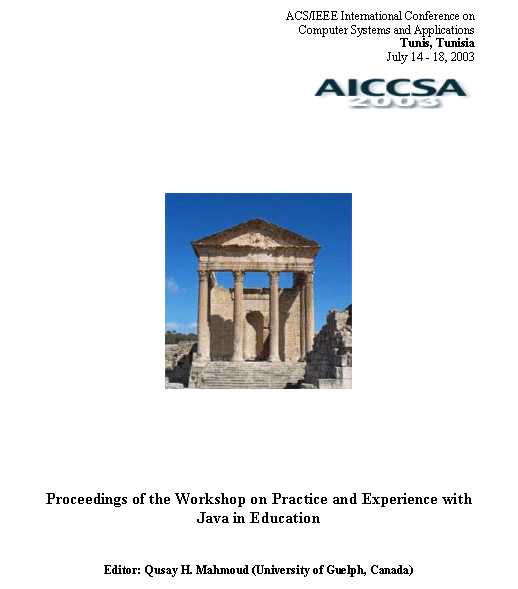 ACS/IEEE International Conference on
Computer Systems and Applications
Tunis, Tunisia
July 14 - 18, 2003
AICCSA
2003
Proceedings of the Workshop on Practice and Experience with
Java in Education
Editor: Qusay H. Mahmoud (University of Guelph, Canada)